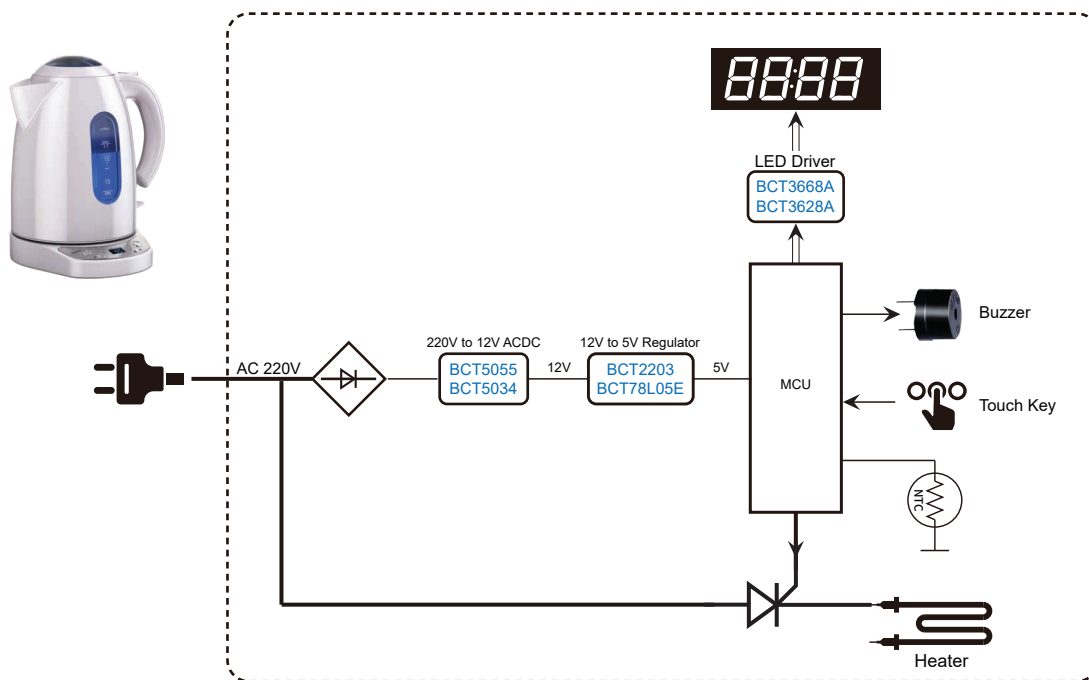 88:88
LED Driver
BCT3668A
BCT3628A
Buzzer
220V to 12V ACDC
12V to 5V Regulator
AC 220V
BCT5055
BCT5034
12V
BCT2203
BCT78L05E
5V
MCU
Touch Key
NTC
Heater